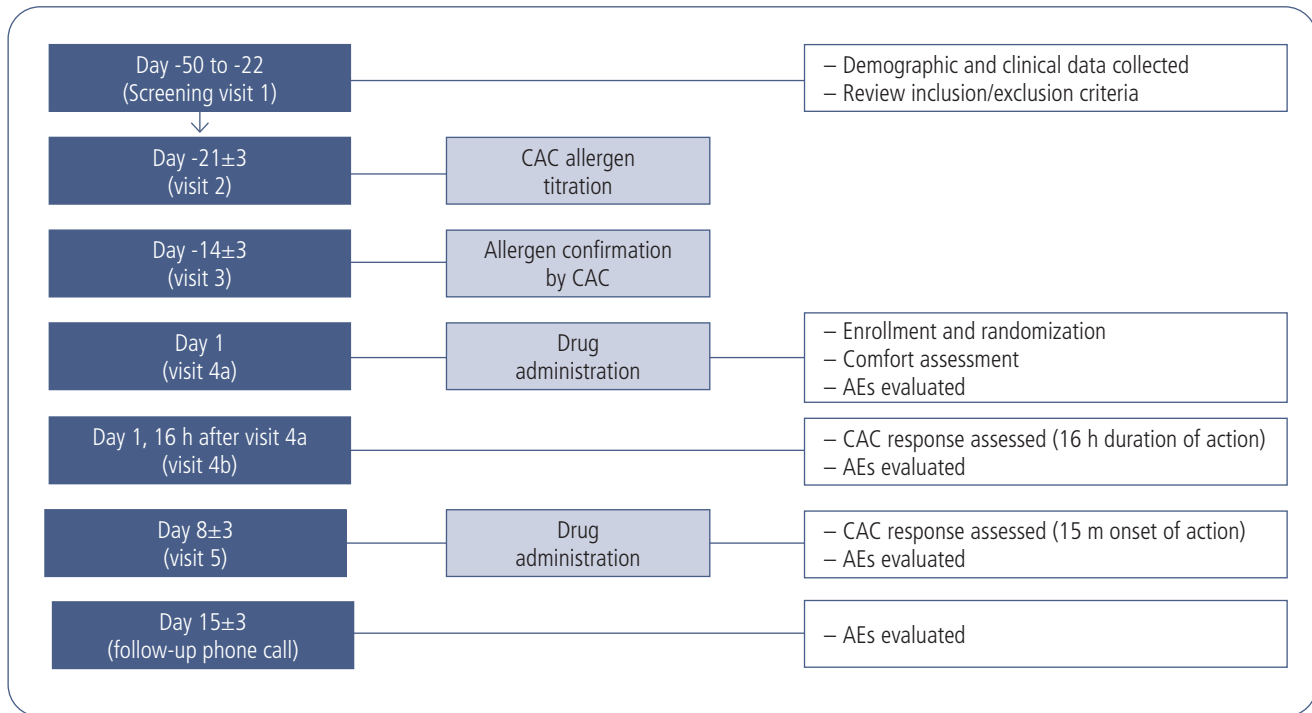 Day -50 to -22
(Screening visit 1)
– Demographic and clinical data collected
– Review inclusion/exclusion criteria
Day -21±3
(visit 2)
CAC allergen
titration
Day -14±3
(visit 3)
Allergen confirmation
by CAC
Day 1
(visit 4a)
Drug
administration
– Enrollment and randomization
– Comfort assessment
– AEs evaluated
Day 1, 16 h after visit 4a
(visit 4b)
– CAC response assessed (16 h duration of action)
– AEs evaluated
Day 8±3
(visit 5)
Drug
administration
– CAC response assessed (15 m onset of action)
– AEs evaluated
Day 15±3
(follow-up phone call)
– AEs evaluated